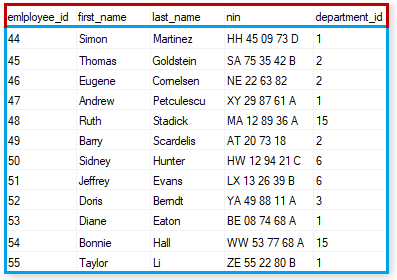 emlployee_id first_name last_name nin department_id
44 Simon Martinez HH 45 09 73 D 1
45 Thomas Goldstein SA 75 35 42 B 2
46 Eugene Cornelsen NE 22 63 82 2
47 Andrew Petculescu XY 29 87 61 A 1
48 Ruth Stadick MA 12 89 36 A 15
49 Barry Scardelis AT 20 73 18 2
50 Sidney Hunter HW 12 94 21 C 6
51 Jeffrey Evans LX 13 26 39 B 6
52 Doris Berndt YA 49 88 11 A 3
53 Diane Eaton BE 08 74 68 A 1
54 Bonnie Hall WW 53 77 68 A 15
55 Taylor Li ZE 55 22 80 B 1